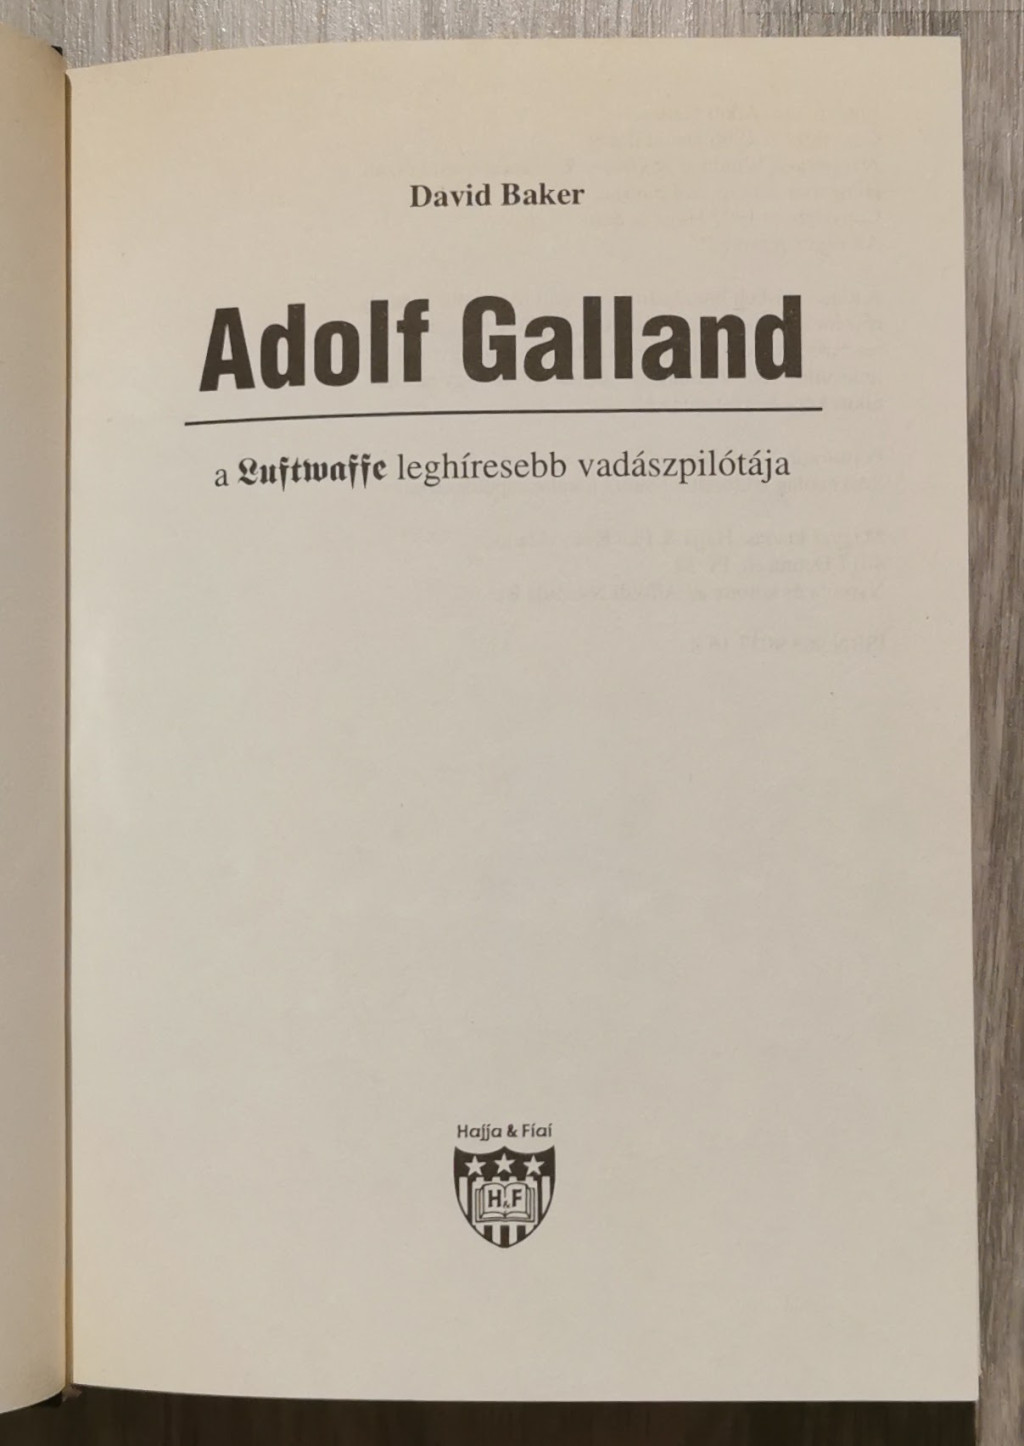 David Baker
Adolf Galland
a Luftwaffe leghíresebb vadászpilótája
Hajja & Fiai
H&F